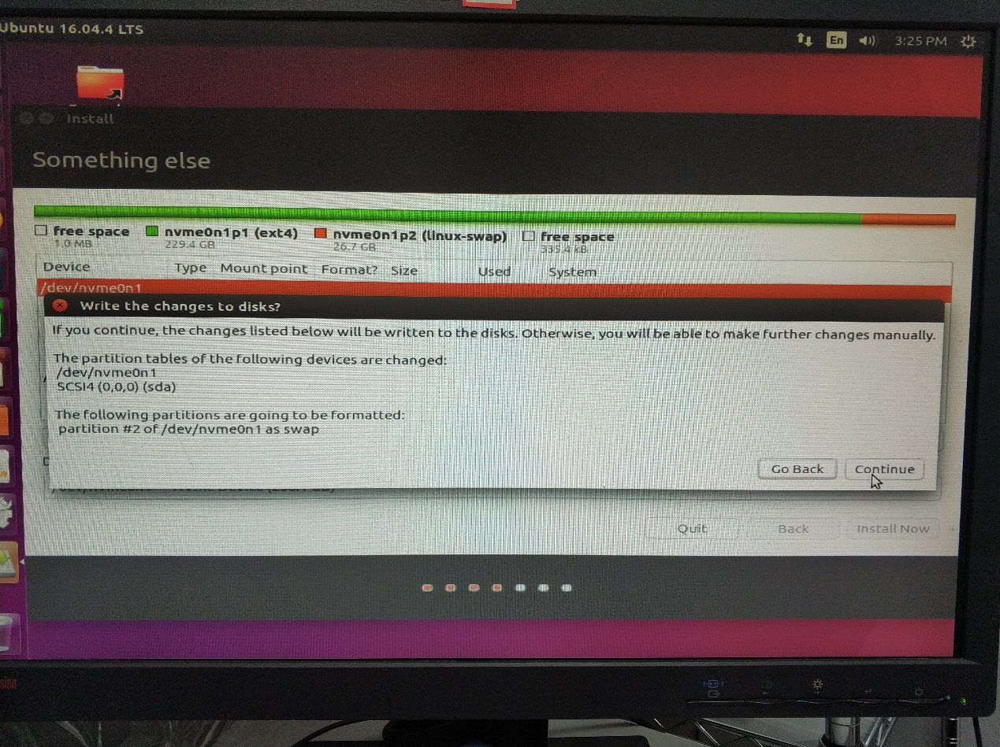 Ubuntu 16.04.4 LTS
En
3:25 PM
Install
Something else
free space nvme0n1p1 (ext4) nvme0n1p2 (linux-swap) free space
1.0 MB 229.4 GB 26.7 GB 335.4 kB
Device Type Mount point Format? Size Used System
/dev/nvme0n1
Write the changes to disks?
If you continue, the changes listed below will be written to the disks. Otherwise, you will be able to make further changes manually.
The partition tables of the following devices are changed:
/dev/nvme0n1
SCSI4 (0,0,0) (sda)
The following partitions are going to be formatted:
partition #2 of /dev/nvme0n1 as swap
Go Back Continue
Quit Back Install Now